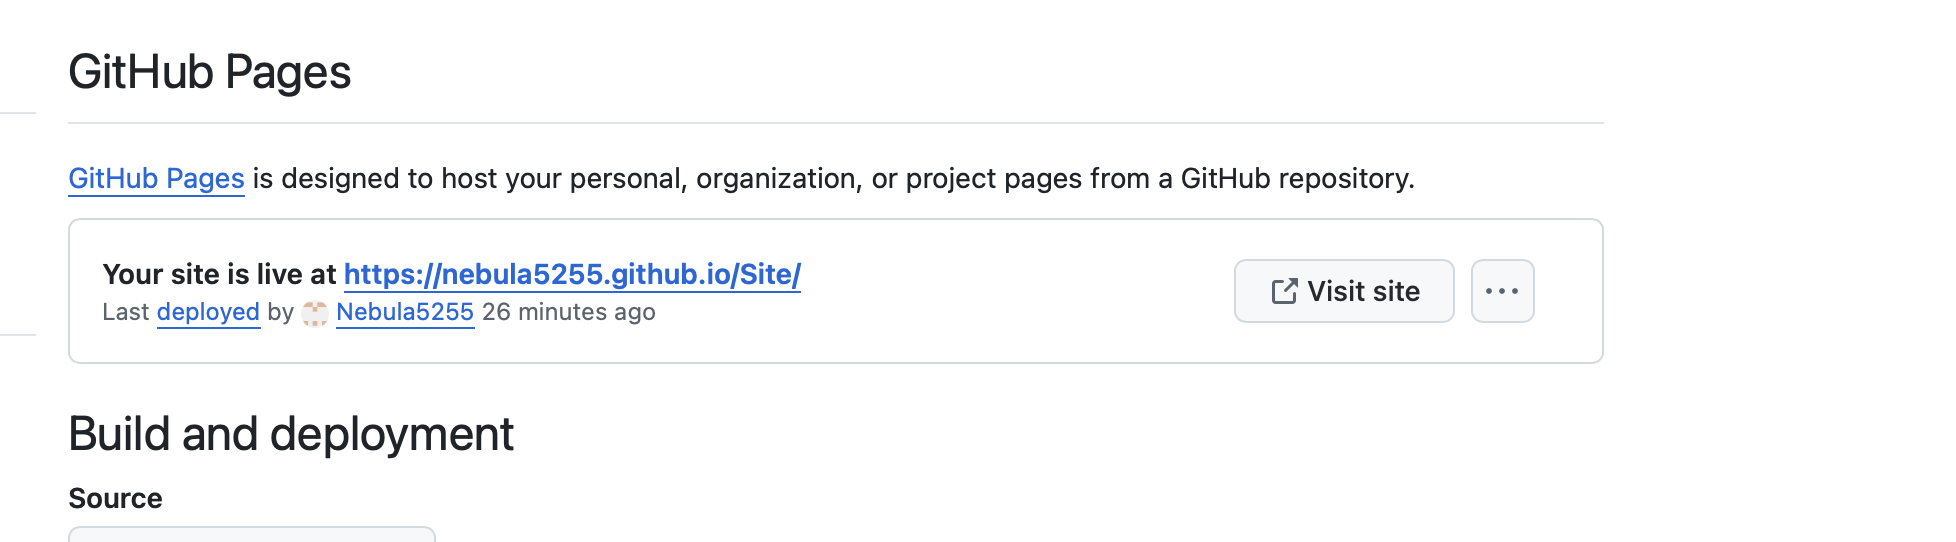 GitHub Pages
GitHub Pages is designed to host your personal, organization, or project pages from a GitHub repository.
Your site is live at https://nebula5255.github.io/Site/
Last deployed by Nebula5255 26 minutes ago
Visit site
Build and deployment
Source